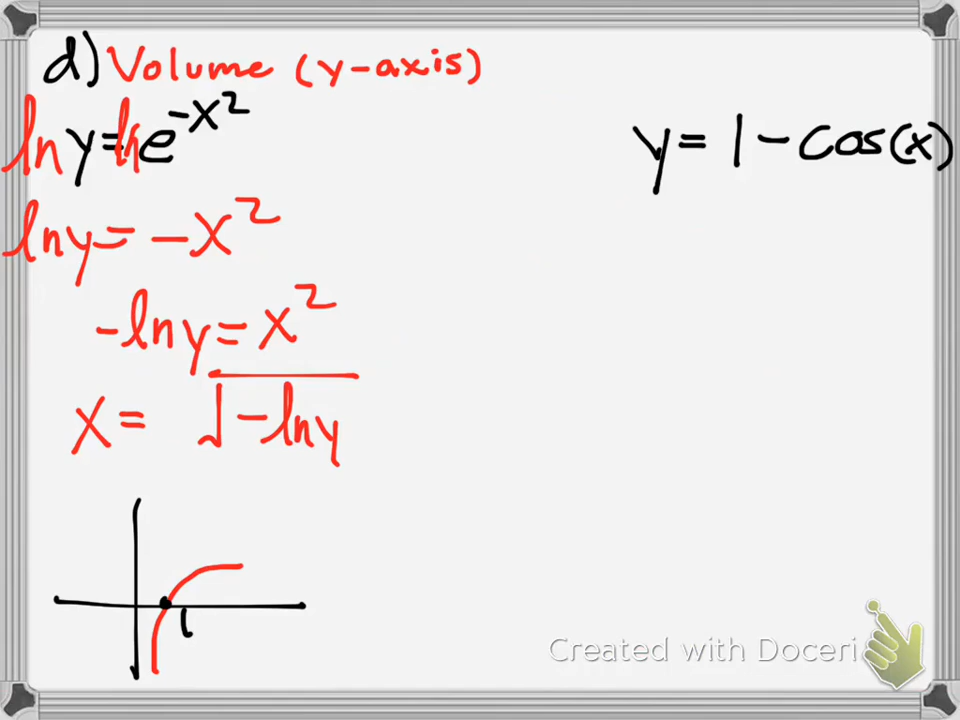 d) Volume (y-axis)
ln y = ln e^{-x^2}
y = 1 - cos(x)
ln y = -x^2
-ln y = x^2
x = √(-ln y)
1
Created with Doceri